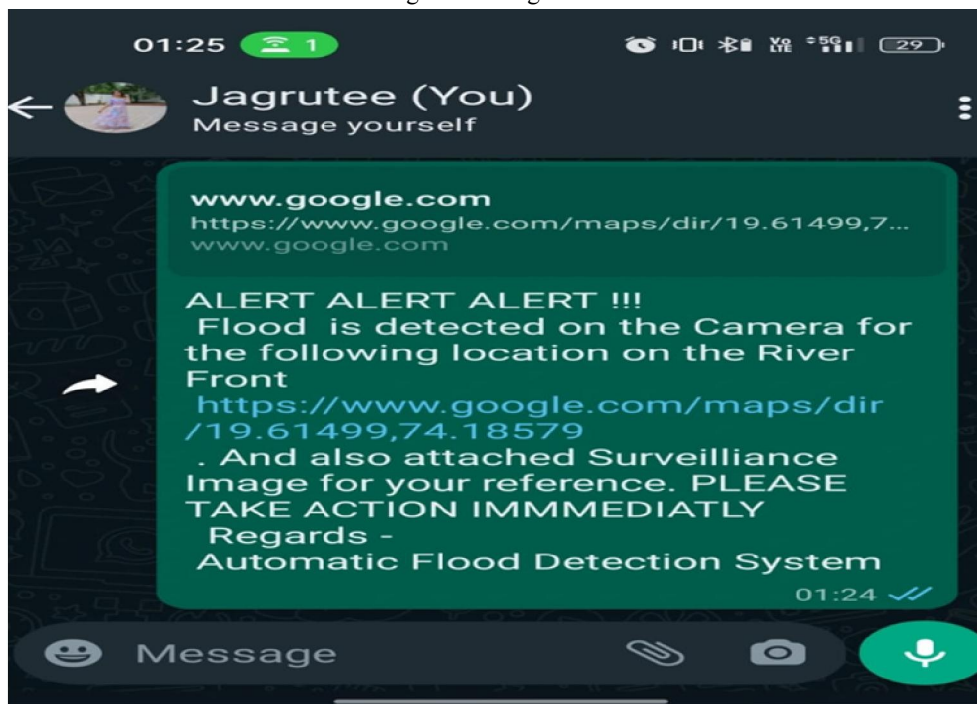 01:25 1 Vo LTE 5G 29
Jagrutee (You)
Message yourself
www.google.com
https://www.google.com/maps/dir/19.61499,7...
www.google.com
ALERT ALERT ALERT !!!
Flood is detected on the Camera for
the following location on the River
Front
https://www.google.com/maps/dir
/19.61499,74.18579
. And also attached Surveilliance
Image for your reference. PLEASE
TAKE ACTION IMMMEDIATLY
Regards -
Automatic Flood Detection System
01:24
Message